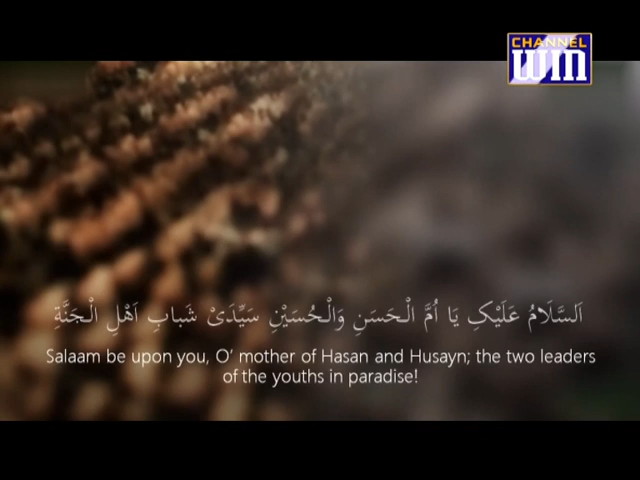 CHANNEL
WIN
اَلسَّلَامُ عَلَیْکِ یَا اُمَّ الْحَسَنِ وَالْحُسَیْنِ سَیِّدَیْ شَبابِ اَهْلِ الْجَنَّةِ
Salaam be upon you, O’ mother of Hasan and Husayn; the two leaders
of the youths in paradise!